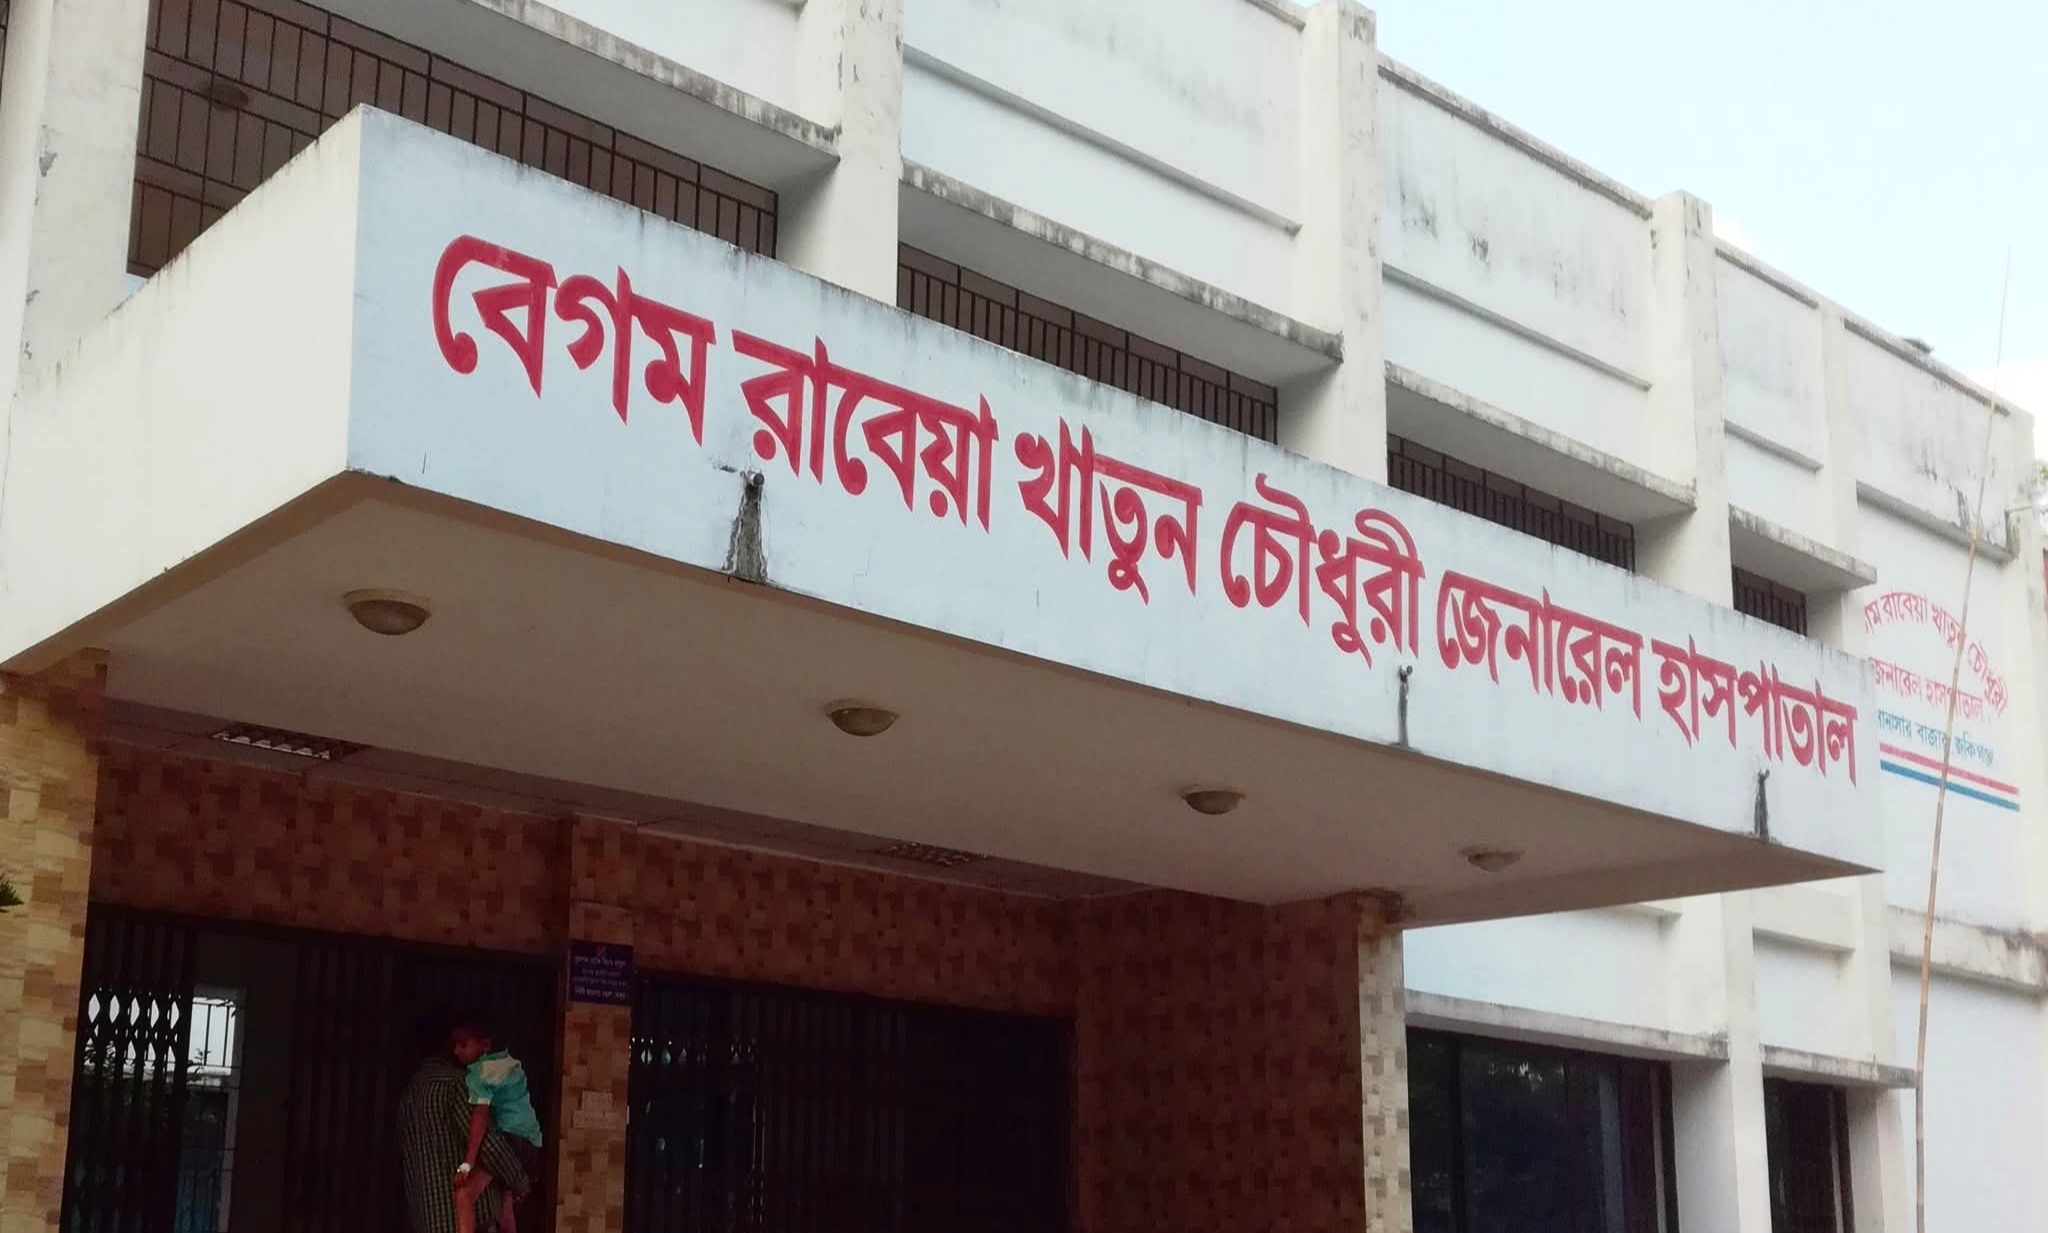 বেগম রাবেয়া খাতুন চৌধুরী জেনারেল হাসপাতাল
রাবেয়া খাতুন চৌধুরী
জেনারেল হাসপাতাল
বাজার